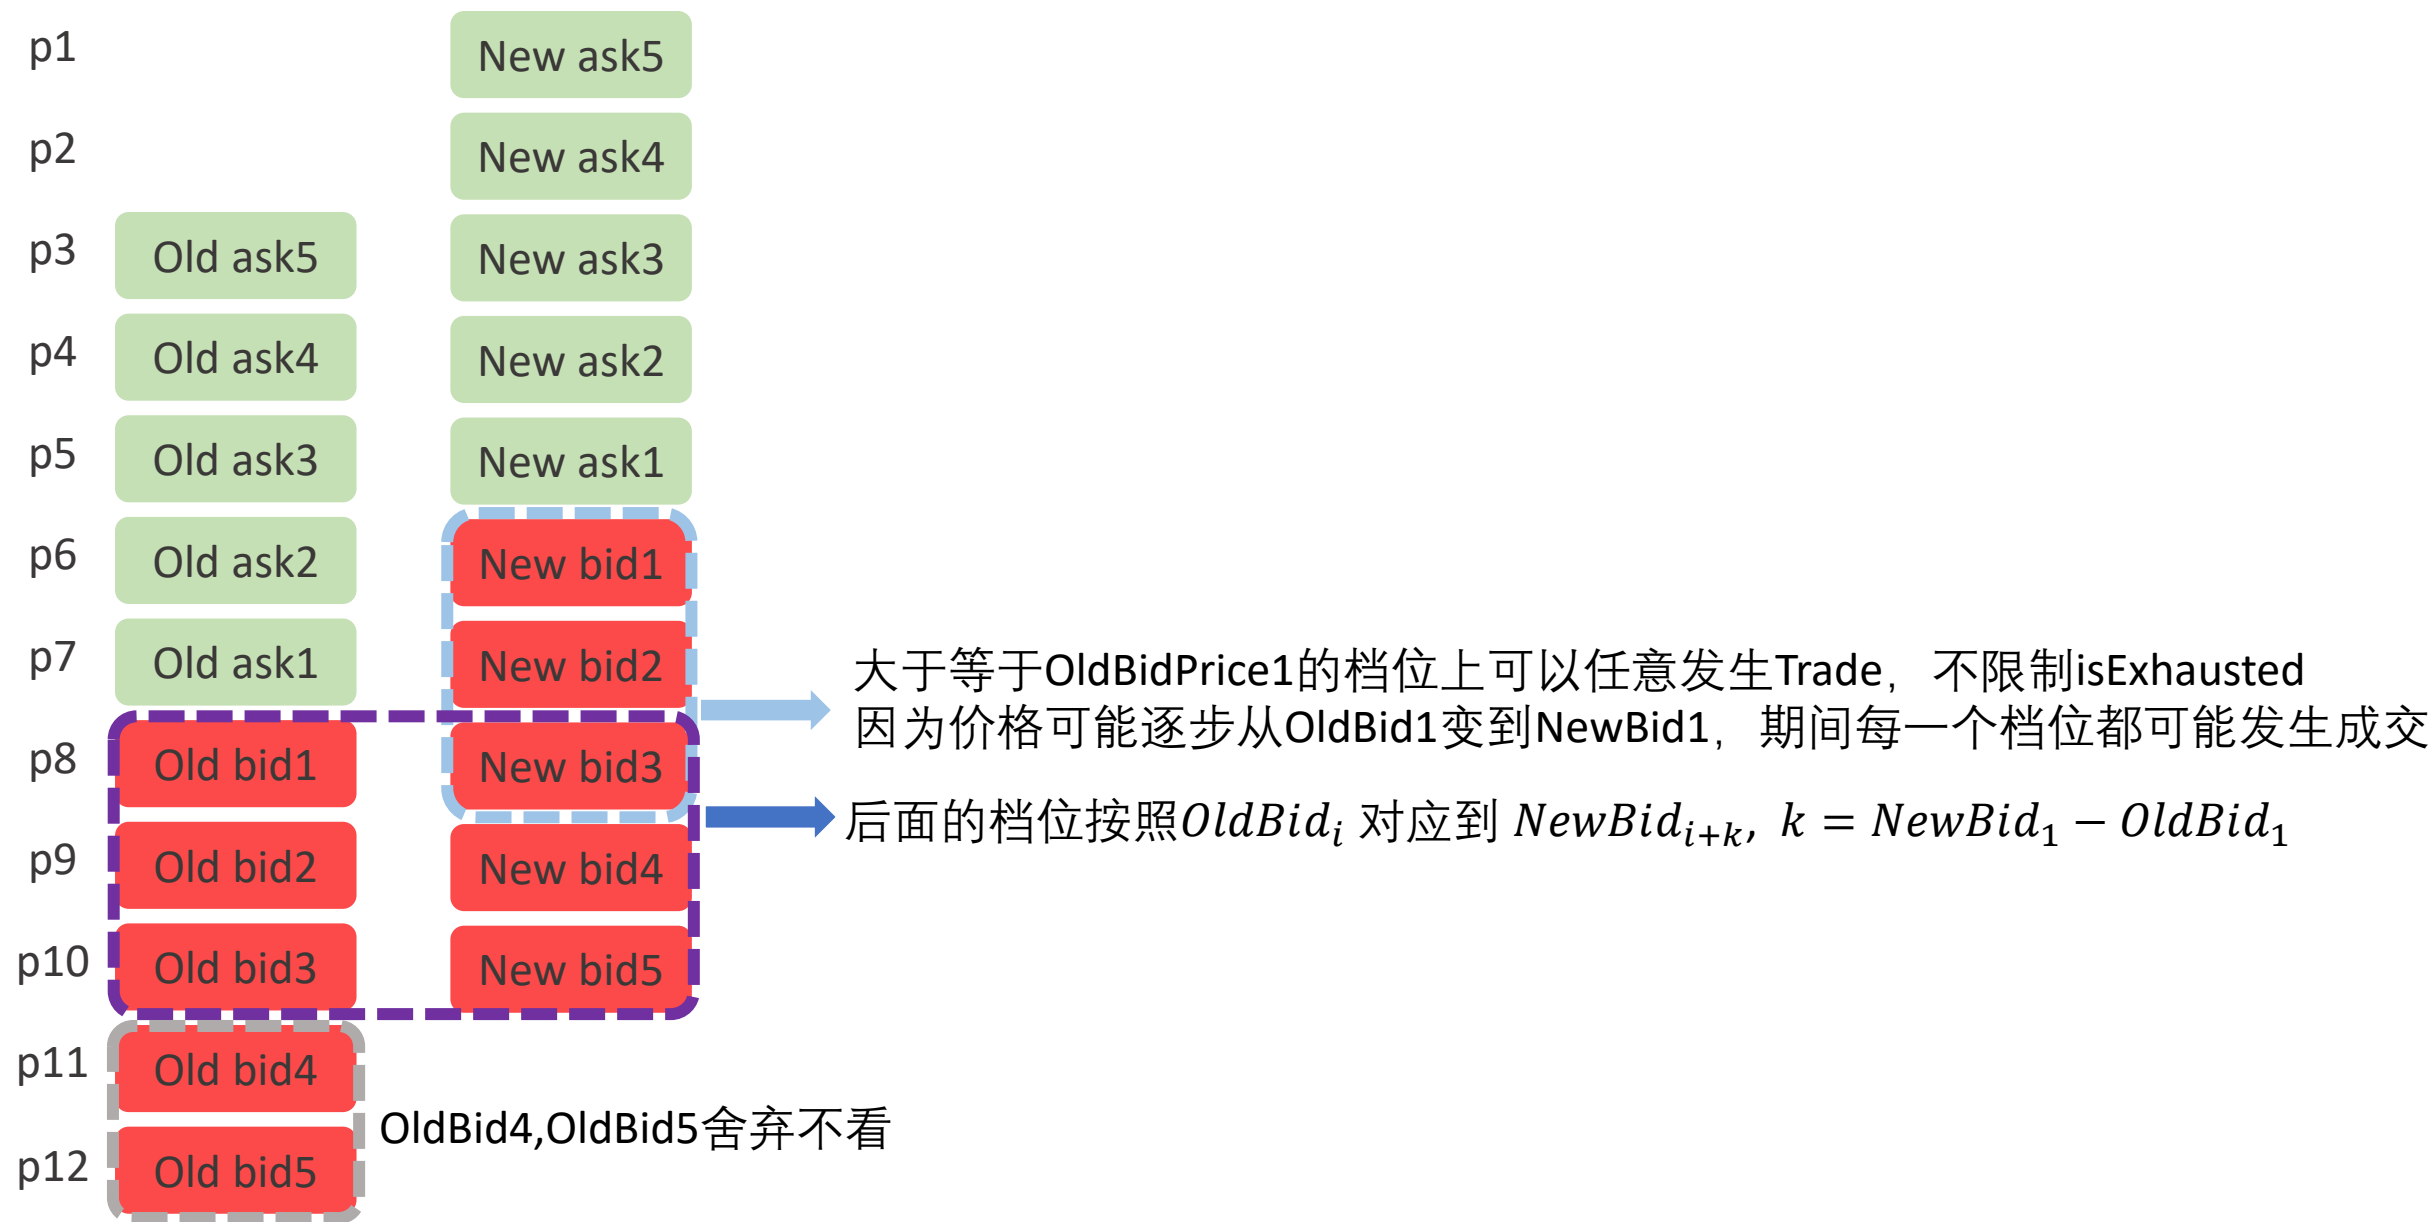 p1 New ask5
p2 New ask4
p3 Old ask5 New ask3
p4 Old ask4 New ask2
p5 Old ask3 New ask1
p6 Old ask2 New bid1
p7 Old ask1 New bid2
大于等于OldBidPrice1的档位上可以任意发生Trade，不限制isExhausted
因为价格可能逐步从OldBid1变到NewBid1，期间每一个档位都可能发生成交
p8 Old bid1 New bid3
后面的档位按照OldBid_i 对应到 NewBid_{i+k}, k = NewBid_1 − OldBid_1
p9 Old bid2 New bid4
p10 Old bid3 New bid5
p11 Old bid4
OldBid4,OldBid5舍弃不看
p12 Old bid5